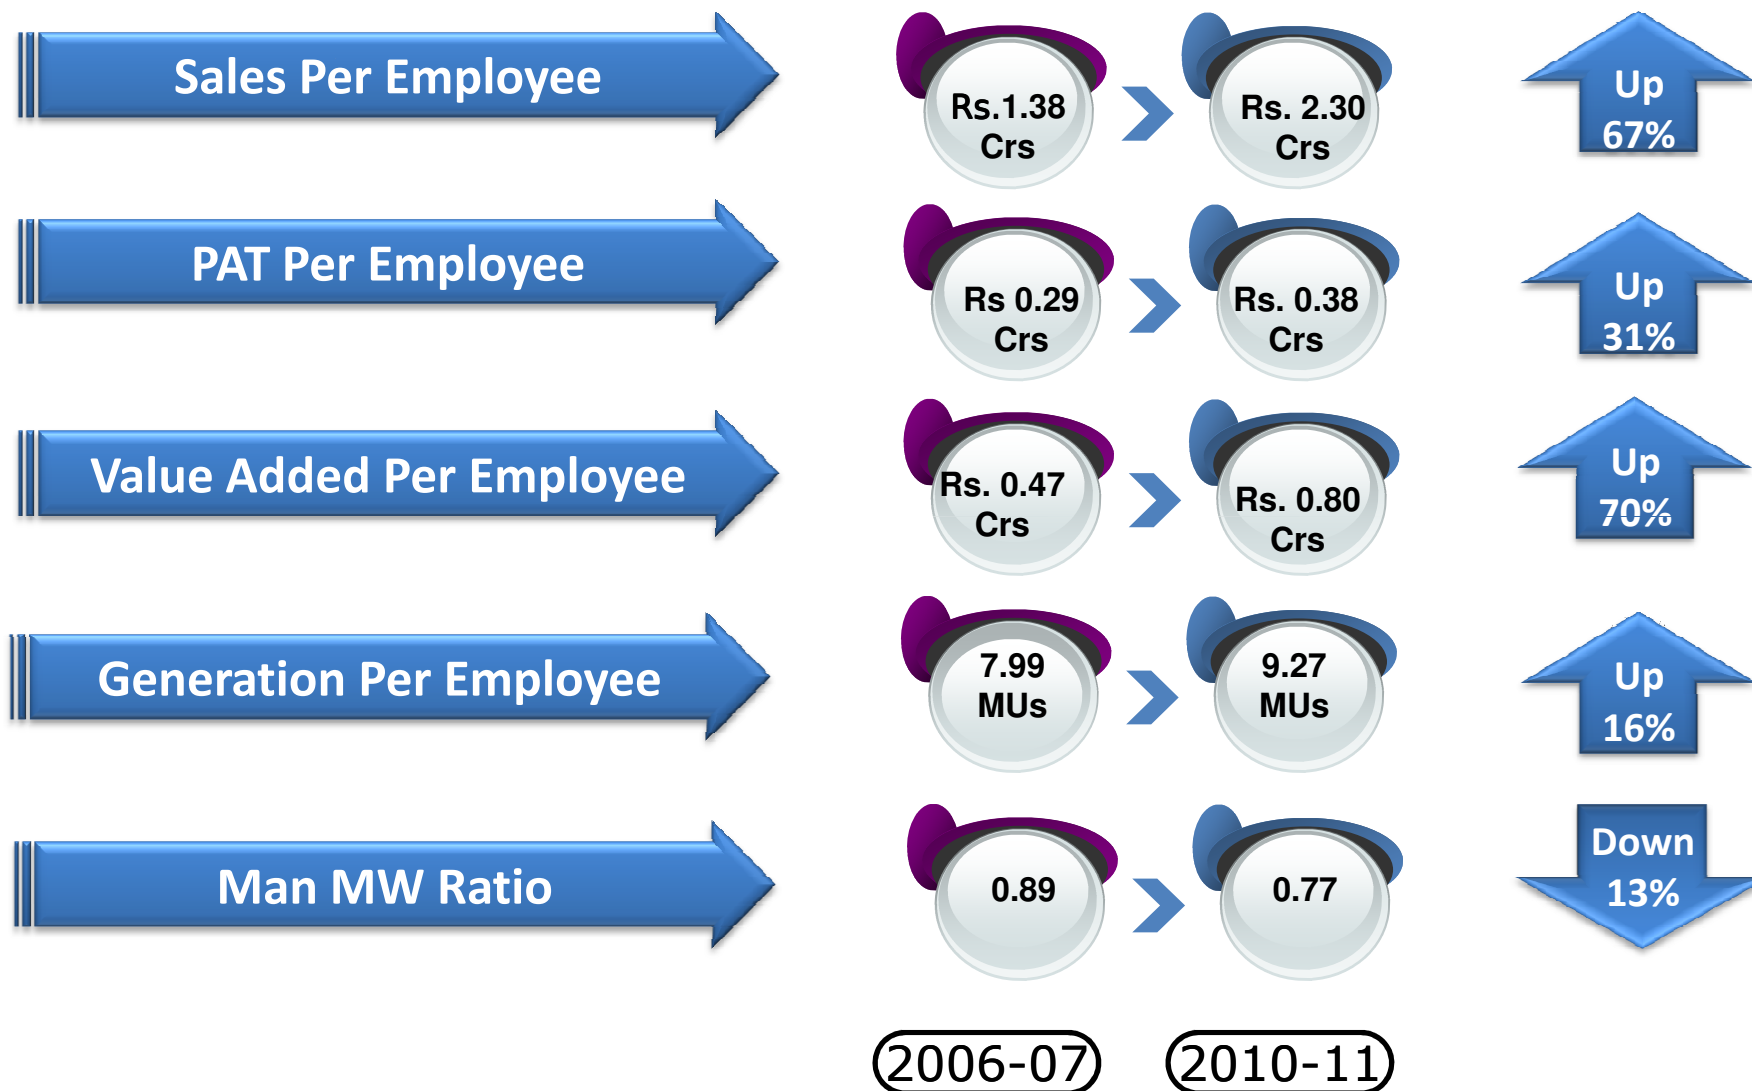 Sales Per Employee
Rs.1.38
Crs
Rs. 2.30
Crs
Up
67%
PAT Per Employee
Rs 0.29
Crs
Rs. 0.38
Crs
Up
31%
Value Added Per Employee
Rs. 0.47
Crs
Rs. 0.80
Crs
Up
70%
Generation Per Employee
7.99
MUs
9.27
MUs
Up
16%
Man MW Ratio
0.89
0.77
Down
13%
2006-07
2010-11